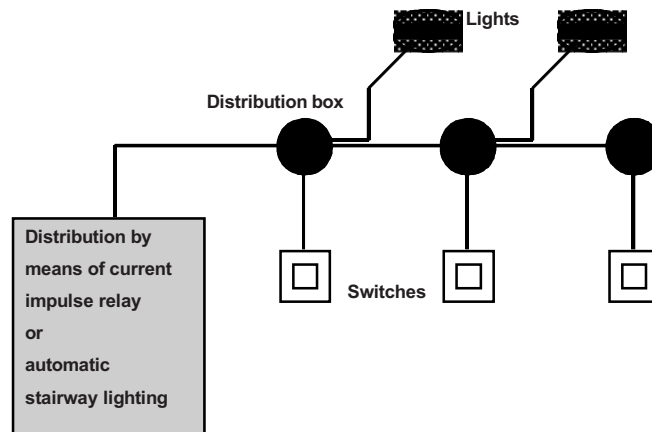 Lights
Distribution box
Distribution by
means of current
impulse relay
or
automatic
stairway lighting
Switches